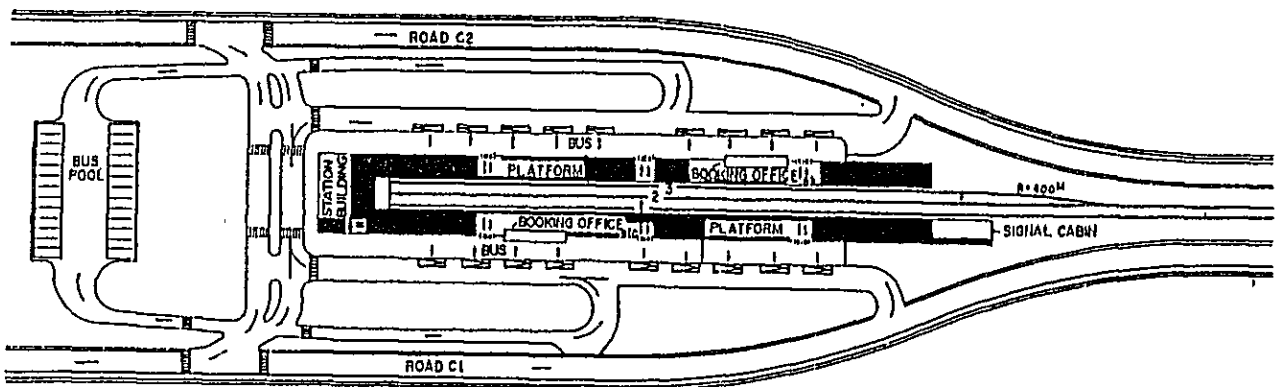 ROAD C2
BUS
POOL
STATION
BUILDING
BUS
PLATFORM
BOOKING OFFICE
3
2
R=400M
BOOKING OFFICE
BUS
PLATFORM
SIGNAL CABIN
ROAD C1